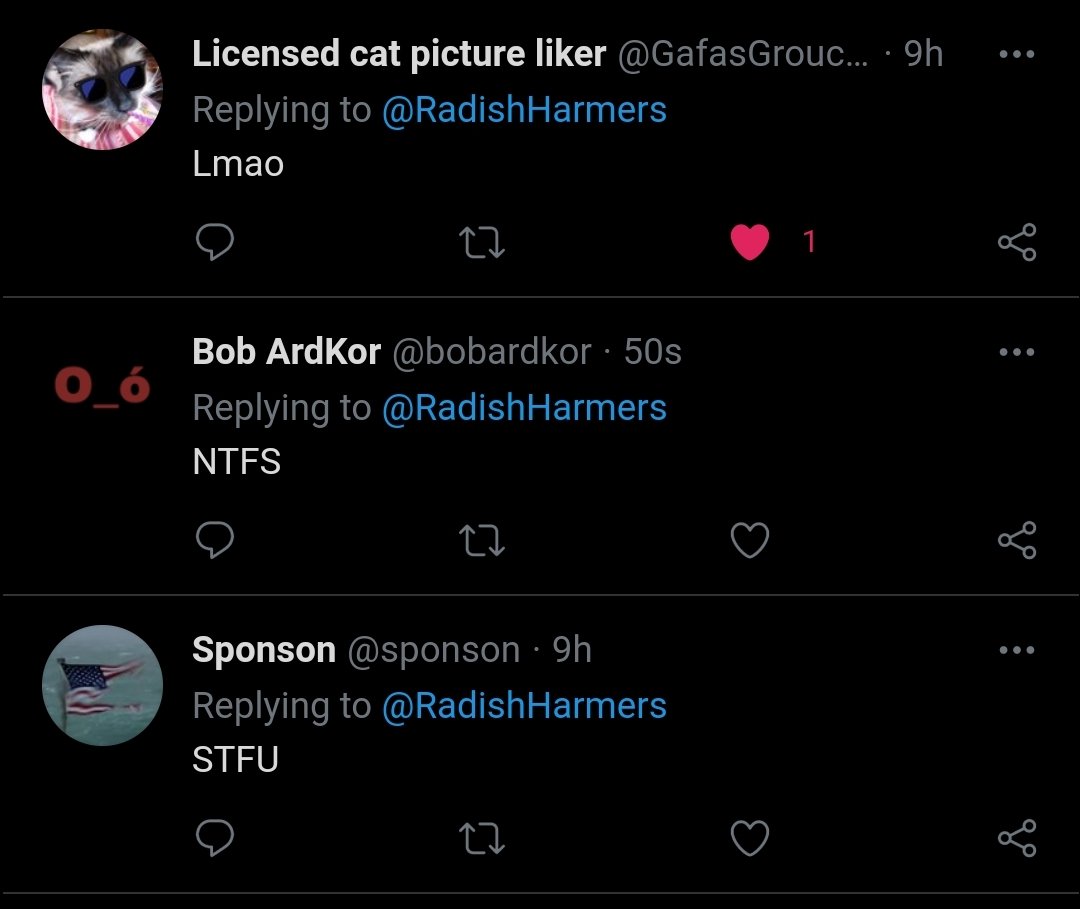 Licensed cat picture liker @GafasGrouc... · 9h
Replying to @RadishHarmers
Lmao
1
O_ó
Bob ArdKor @bobardkor · 50s
Replying to @RadishHarmers
NTFS
Sponson @sponson · 9h
Replying to @RadishHarmers
STFU